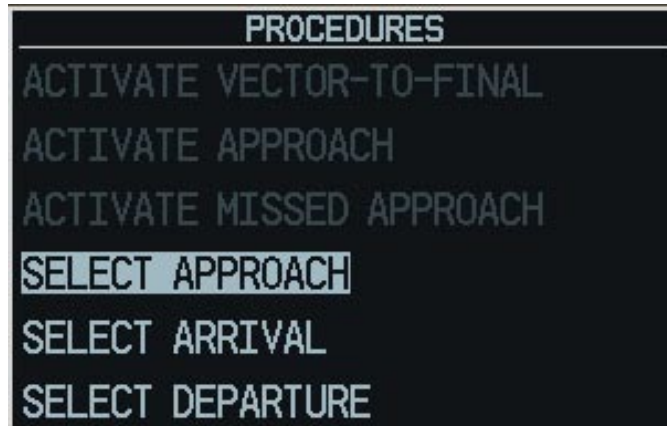 PROCEDURES
ACTIVATE VECTOR-TO-FINAL
ACTIVATE APPROACH
ACTIVATE MISSED APPROACH
SELECT APPROACH
SELECT ARRIVAL
SELECT DEPARTURE